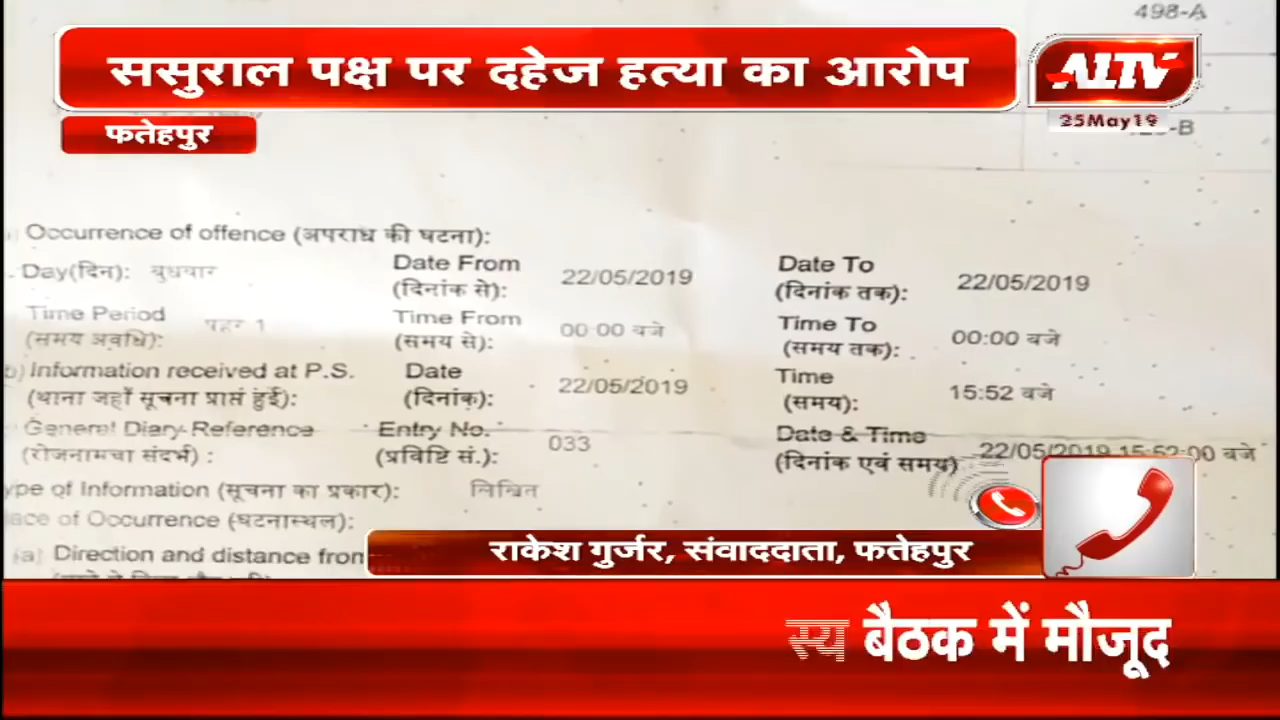 498-A
ससुराल पक्ष पर दहेज हत्या का आरोप
ALTV
25May19
-B
फतेहपुर
Occurrence of offence (अपराध की घटना):
Day(दिन): बुधवार Date From 22/05/2019 Date To 22/05/2019
(दिनांक से): (दिनांक तक):
Time Period पहर 1 Time From 00:00 बजे Time To 00:00 बजे
(समय अवधि): (समय से): (समय तक):
b) Information received at P.S. Date 22/05/2019 Time 15:52 बजे
(थाना जहाँ सूचना प्राप्त हुई): (दिनांक): (समय):
General Diary Reference Entry No. 033 Date & Time 22/05/2019 15:52:00 बजे
(रोजनामचा संदर्भ) : (प्रविष्टि सं.): (दिनांक एवं समय)
ype of Information (सूचना का प्रकार): लिखित
ace of Occurrence (घटनास्थल):
(a) Direction and distance from
राकेश गुर्जर, संवाददाता, फतेहपुर
स्य बैठक में मौजूद